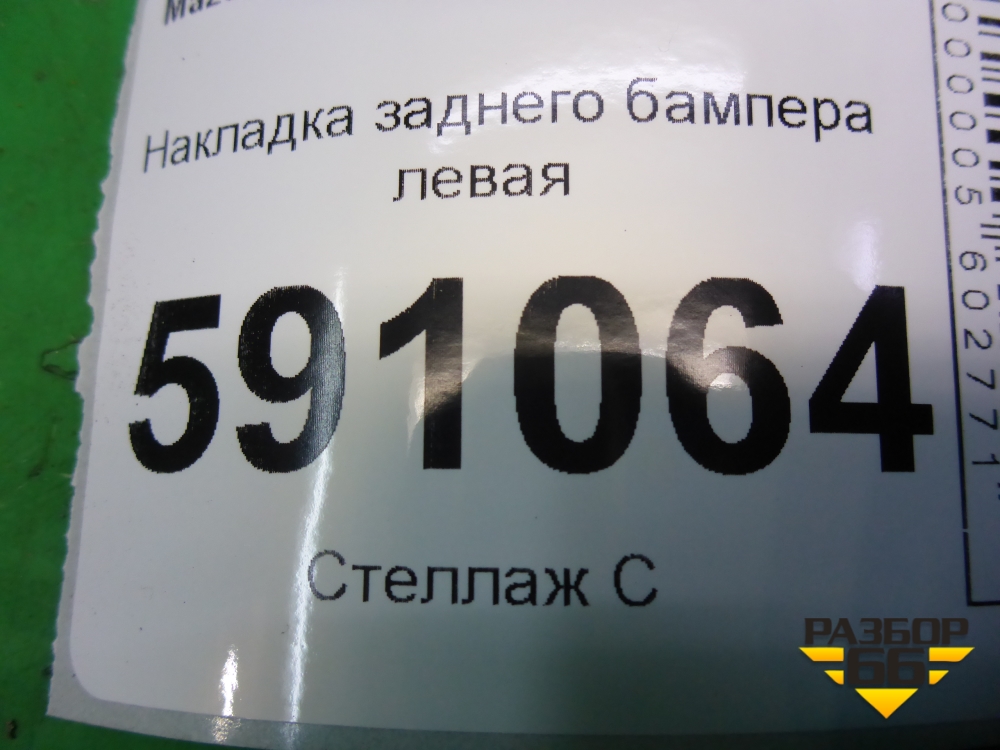 Накладка заднего бампера
левая
591064
Стеллаж С
РАЗБОР
66